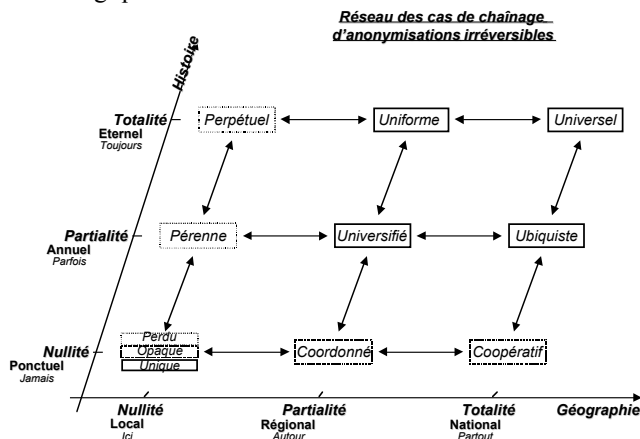 Réseau des cas de chaînage
d'anonymisations irréversibles
Histoire
Totalité
Eternel
Toujours
Perpétuel
Uniforme
Universel
Partialité
Annuel
Parfois
Pérenne
Universifié
Ubiquiste
Nullité
Ponctuel
Jamais
Perdu
Opaque
Unique
Coordonné
Coopératif
Nullité
Local
Ici
Partialité
Régional
Autour
Totalité
National
Partout
Géographie